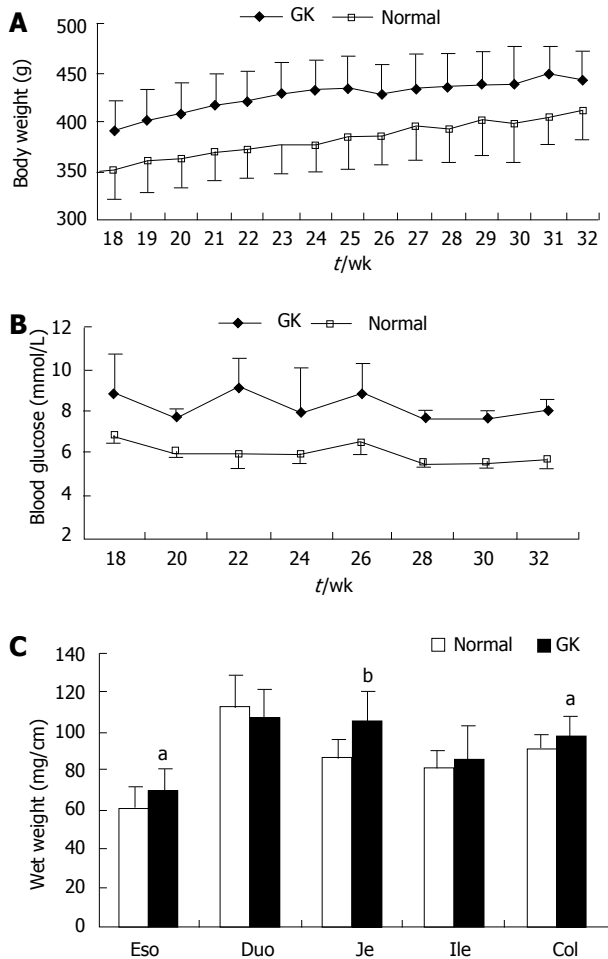 A
GK Normal
Body weight (g)
500
450
400
350
300
18 19 20 21 22 23 24 25 26 27 28 29 30 31 32
t/wk
B
GK Normal
Blood glucose (mmol/L)
12
10
8
6
4
2
18 20 22 24 26 28 30 32
t/wk
C
Normal GK
Wet weight (mg/cm)
140
120
100
80
60
40
20
0
a b a
Eso Duo Je Ile Col